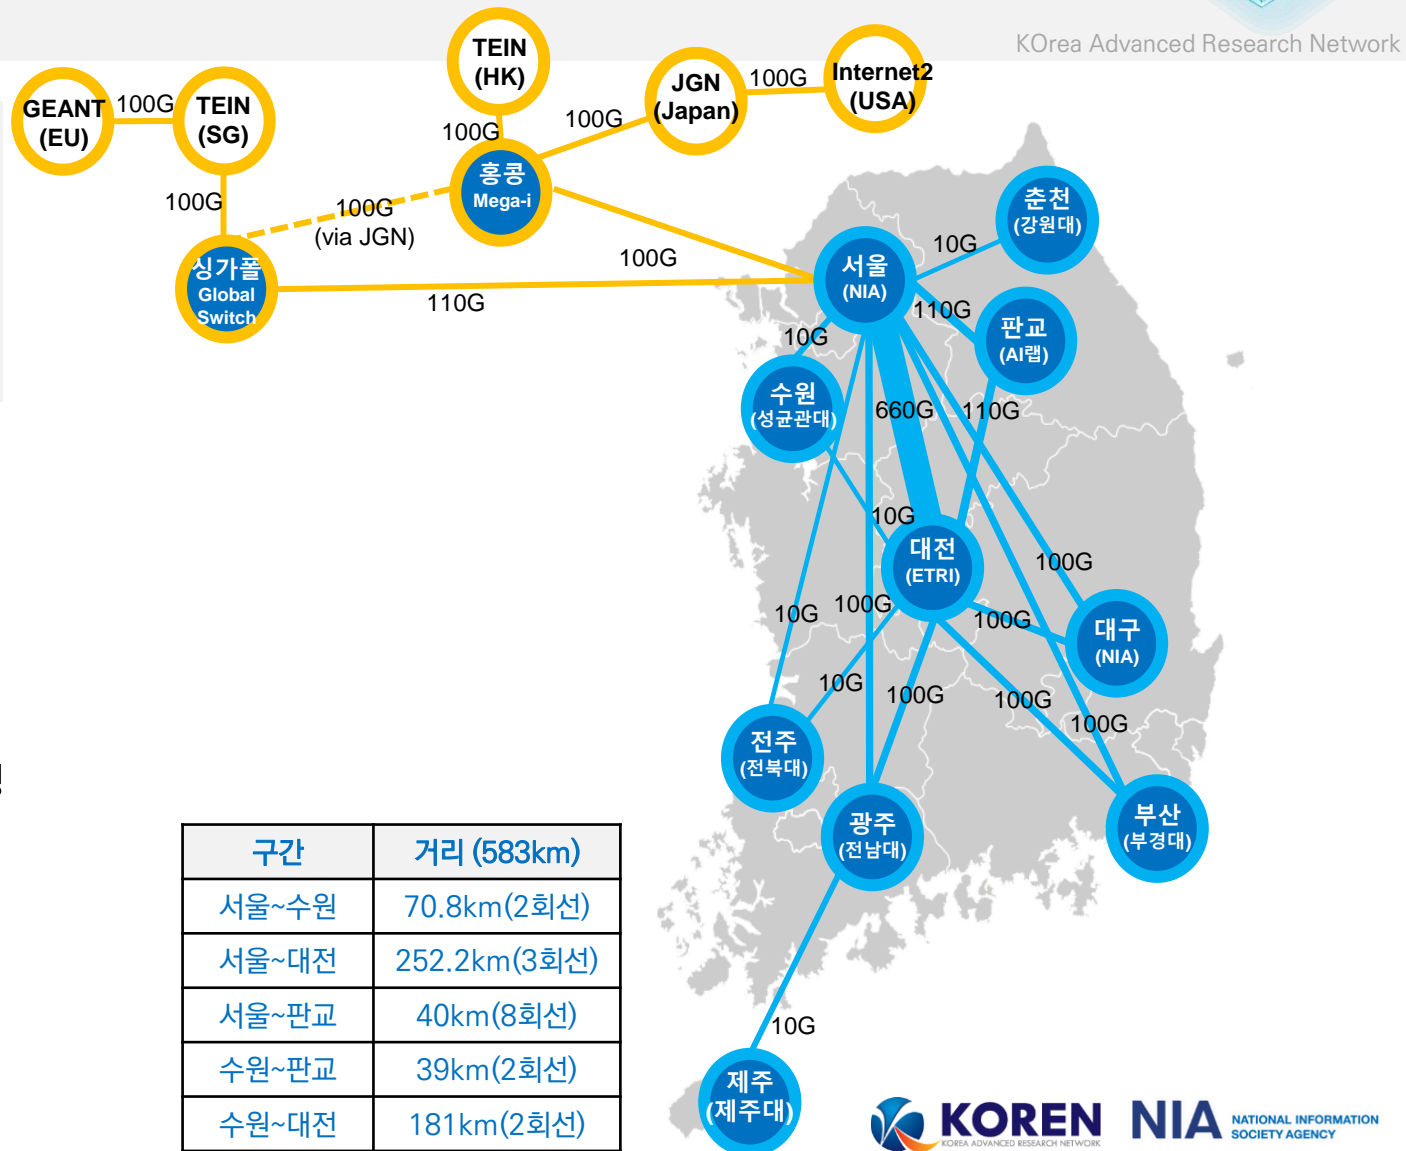 KOrea Advanced Research Network
TEIN
(HK)
GEANT
(EU)
100G
TEIN
(SG)
JGN
(Japan)
100G
Internet2
(USA)
100G
100G
100G
홍콩
Mega-i
100G
(via JGN)
싱가폴
Global
Switch
100G
110G
서울
(NIA)
춘천
(강원대)
10G
110G
판교
(AI랩)
10G
수원
(성균관대)
660G
110G
10G
대전
(ETRI)
100G
10G
100G
100G
대구
(NIA)
10G
100G
100G
100G
전주
(전북대)
광주
(전남대)
부산
(부경대)
10G
제주
(제주대)
구간 거리 (583km)
서울~수원 70.8km(2회선)
서울~대전 252.2km(3회선)
서울~판교 40km(8회선)
수원~판교 39km(2회선)
수원~대전 181km(2회선)
KOREN
KOREA ADVANCED RESEARCH NETWORK
NIA
NATIONAL INFORMATION
SOCIETY AGENCY